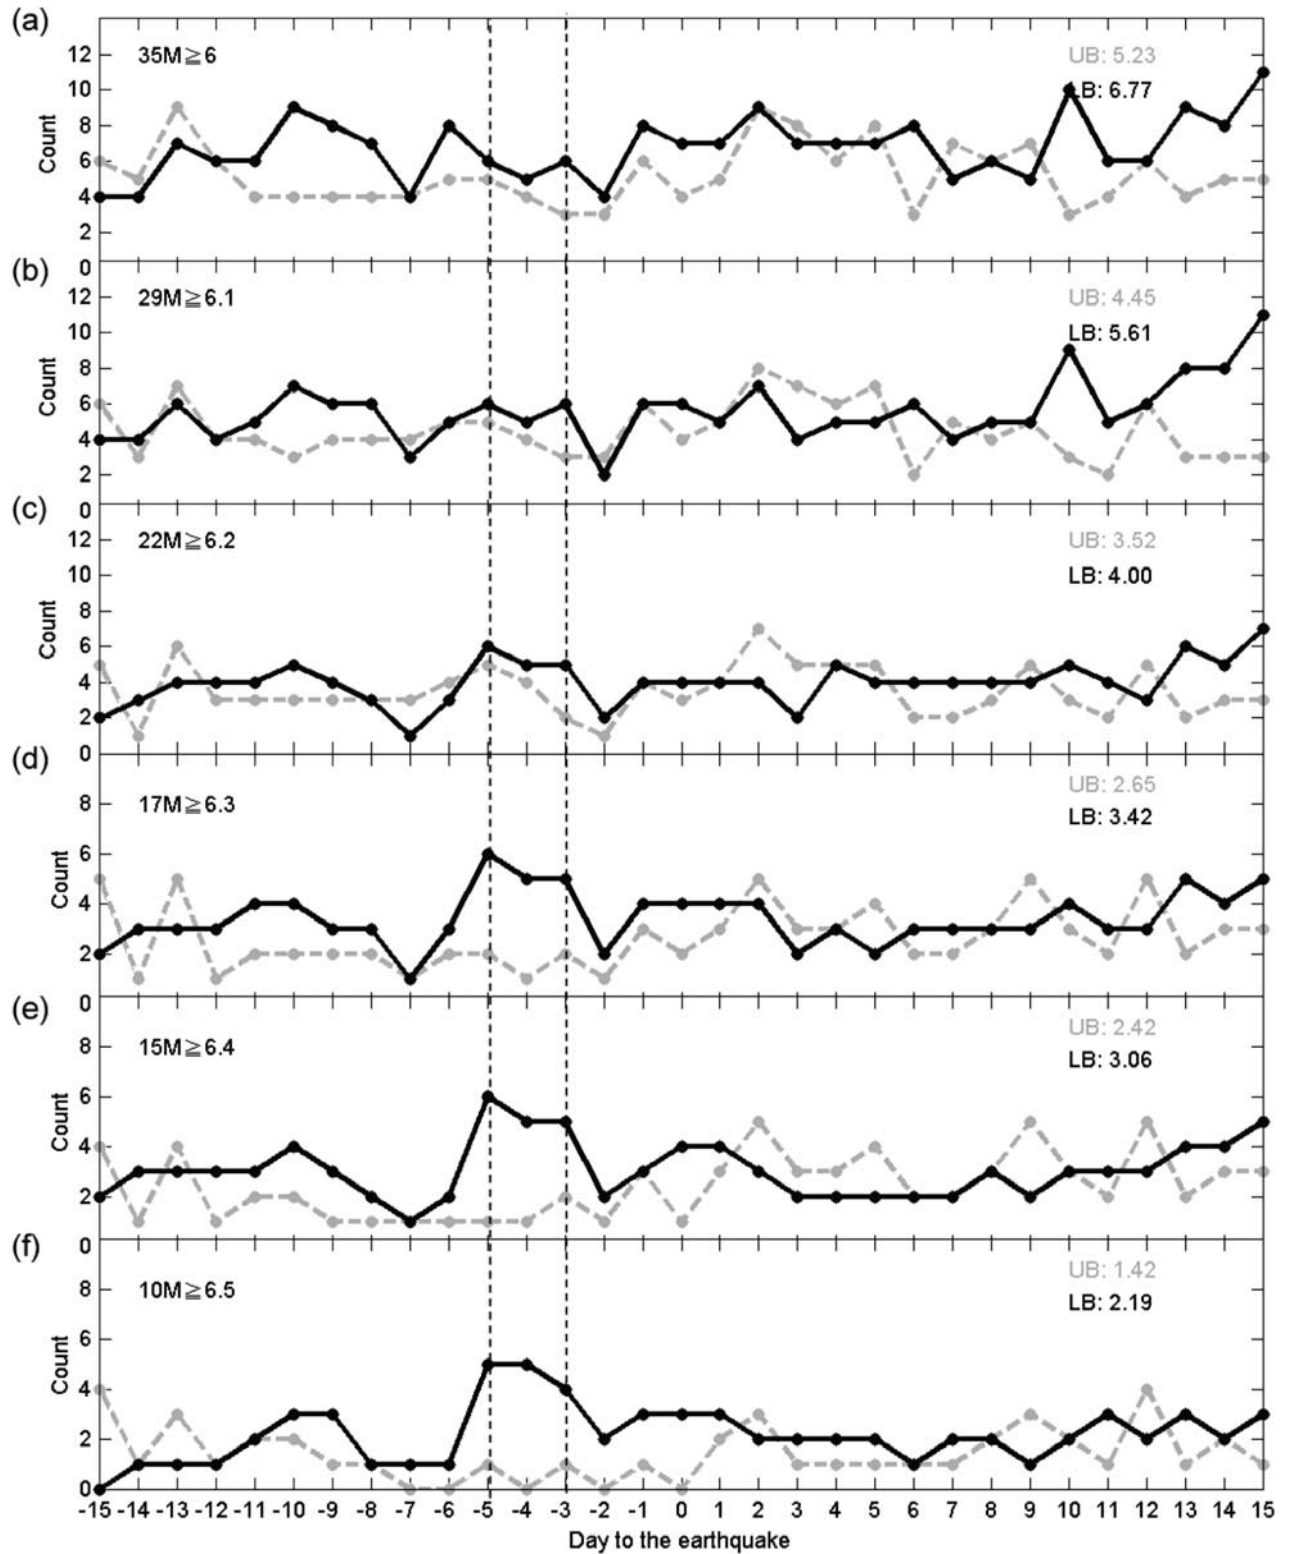 (a)
35M≧6
UB: 5.23
LB: 6.77
12
10
8
6
4
2
0
Count
(b)
29M≧6.1
UB: 4.45
LB: 5.61
12
10
8
6
4
2
0
Count
(c)
22M≧6.2
UB: 3.52
LB: 4.00
12
10
8
6
4
2
0
Count
(d)
17M≧6.3
UB: 2.65
LB: 3.42
8
6
4
2
0
Count
(e)
15M≧6.4
UB: 2.42
LB: 3.06
8
6
4
2
0
Count
(f)
10M≧6.5
UB: 1.42
LB: 2.19
8
6
4
2
0
Count
-15 -14 -13 -12 -11 -10 -9 -8 -7 -6 -5 -4 -3 -2 -1 0 1 2 3 4 5 6 7 8 9 10 11 12 13 14 15
Day to the earthquake